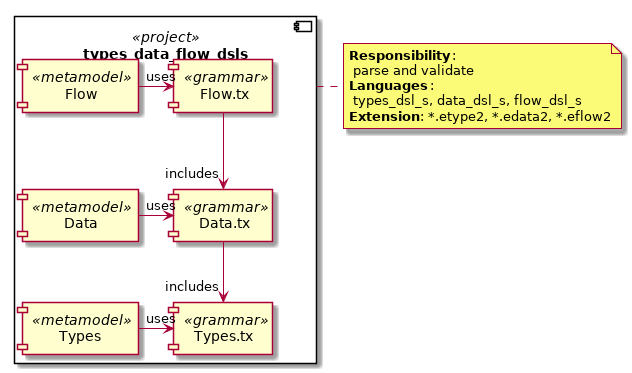 «project»
types_data_flow_dsls
«metamodel»
Flow
uses
«grammar»
Flow.tx
includes
«metamodel»
Data
uses
«grammar»
Data.tx
includes
«metamodel»
Types
uses
«grammar»
Types.tx
Responsibility:
parse and validate
Languages:
types_dsl_s, data_dsl_s, flow_dsl_s
Extension: *.etype2, *.edata2, *.eflow2